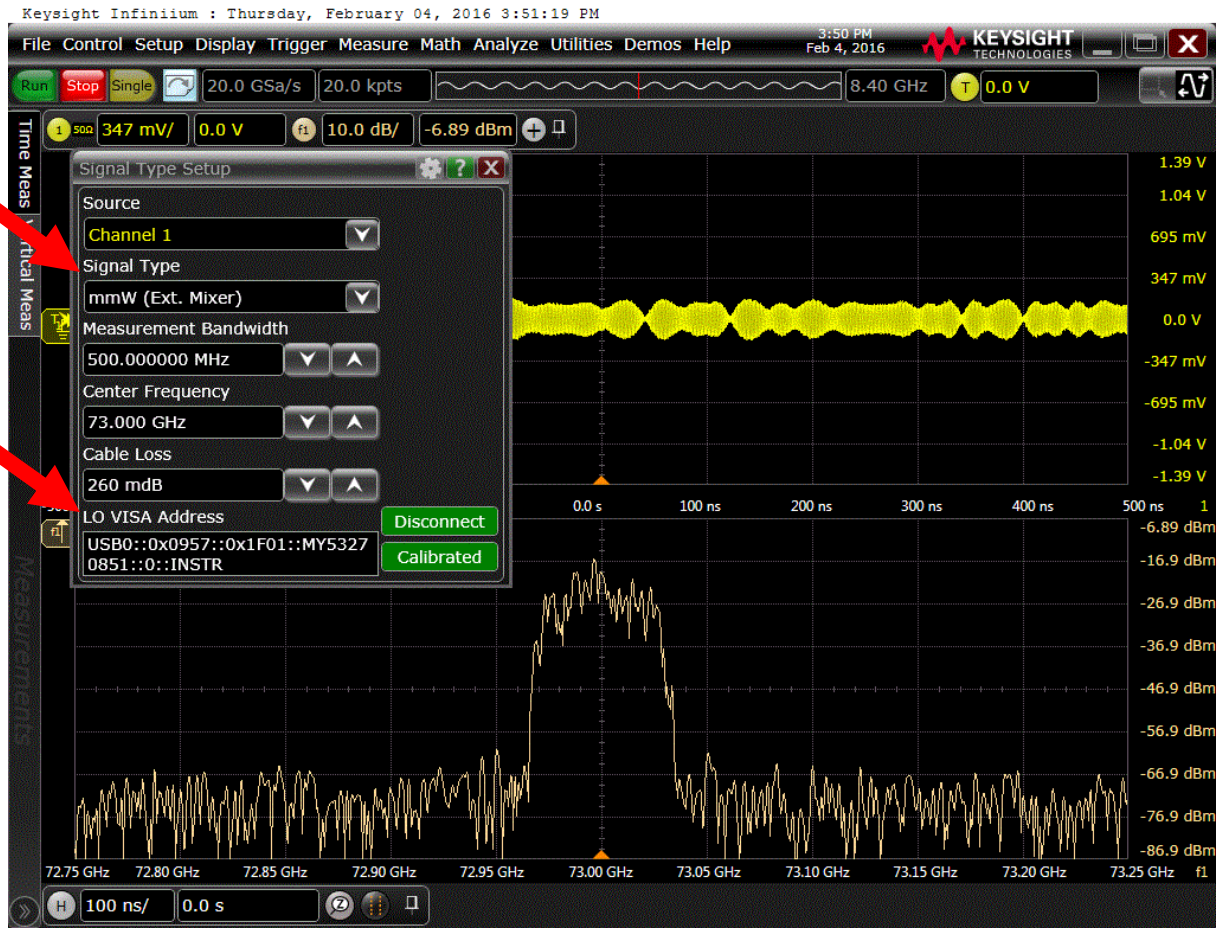 Keysight Infiniium : Thursday, February 04, 2016 3:51:19 PM
File Control Setup Display Trigger Measure Math Analyze Utilities Demos Help
3:50 PM
Feb 4, 2016
KEYSIGHT
TECHNOLOGIES
Run Stop Single 20.0 GSa/s 20.0 kpts 8.40 GHz T 0.0 V
Time Meas
Vertical Meas
1 50Ω 347 mV/ 0.0 V f1 10.0 dB/ -6.89 dBm
Signal Type Setup ? X
Source
Channel 1
Signal Type
mmW (Ext. Mixer)
Measurement Bandwidth
500.000000 MHz
Center Frequency
73.000 GHz
Cable Loss
260 mdB
LO VISA Address
Disconnect
USB0::0x0957::0x1F01::MY5327
0851::0::INSTR
Calibrated
1.39 V
1.04 V
695 mV
347 mV
0.0 V
-347 mV
-695 mV
-1.04 V
-1.39 V
0.0 s 100 ns 200 ns 300 ns 400 ns 500 ns 1
f1
-6.89 dBm
-16.9 dBm
-26.9 dBm
-36.9 dBm
-46.9 dBm
-56.9 dBm
-66.9 dBm
-76.9 dBm
-86.9 dBm
Measurements
72.75 GHz 72.80 GHz 72.85 GHz 72.90 GHz 72.95 GHz 73.00 GHz 73.05 GHz 73.10 GHz 73.15 GHz 73.20 GHz 73.25 GHz f1
H 100 ns/ 0.0 s